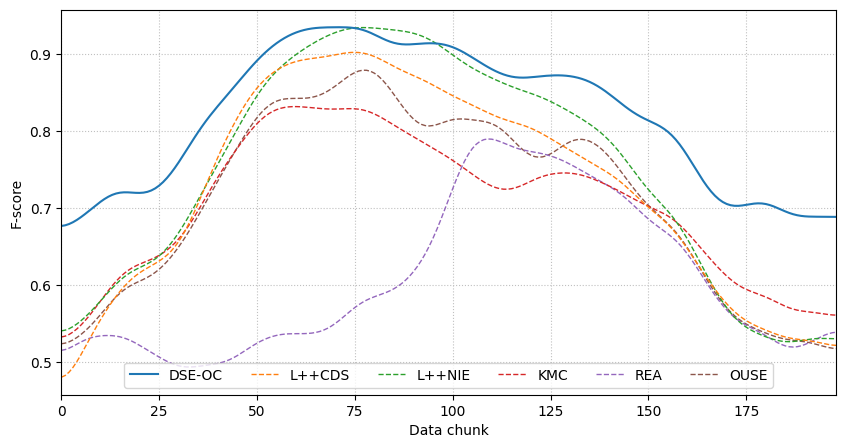 F-score
0.9
0.8
0.7
0.6
0.5
DSE-OC L++CDS L++NIE KMC REA OUSE
0 25 50 75 100 125 150 175
Data chunk